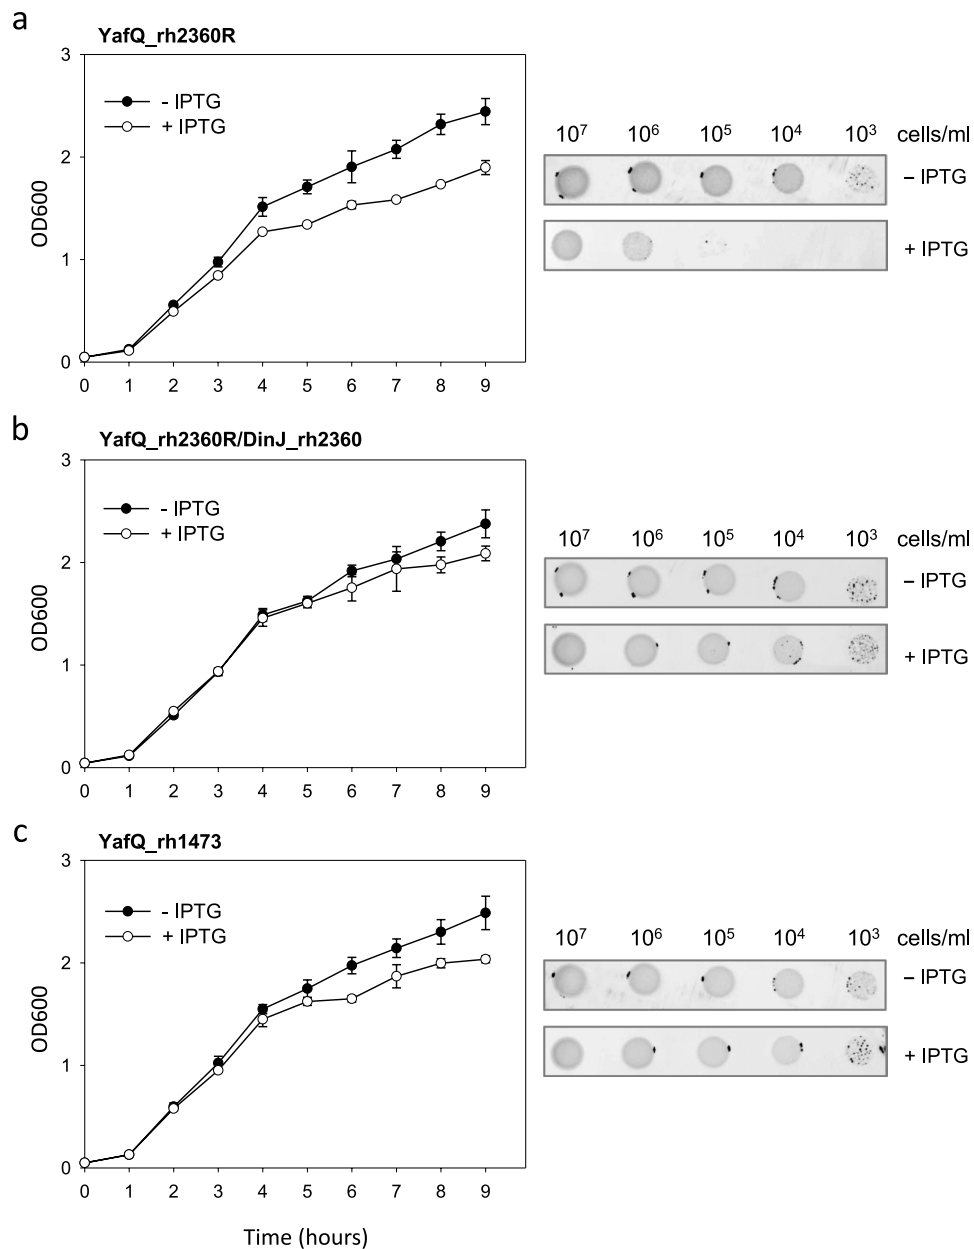 a
YafQ_rh2360R
3
2
1
0
OD600
- IPTG
+ IPTG
0 1 2 3 4 5 6 7 8 9
10⁷ 10⁶ 10⁵ 10⁴ 10³ cells/ml
– IPTG
+ IPTG
b
YafQ_rh2360R/DinJ_rh2360
3
2
1
0
OD600
- IPTG
+ IPTG
0 1 2 3 4 5 6 7 8 9
10⁷ 10⁶ 10⁵ 10⁴ 10³ cells/ml
– IPTG
+ IPTG
c
YafQ_rh1473
3
2
1
0
OD600
- IPTG
+ IPTG
0 1 2 3 4 5 6 7 8 9
Time (hours)
10⁷ 10⁶ 10⁵ 10⁴ 10³ cells/ml
– IPTG
+ IPTG